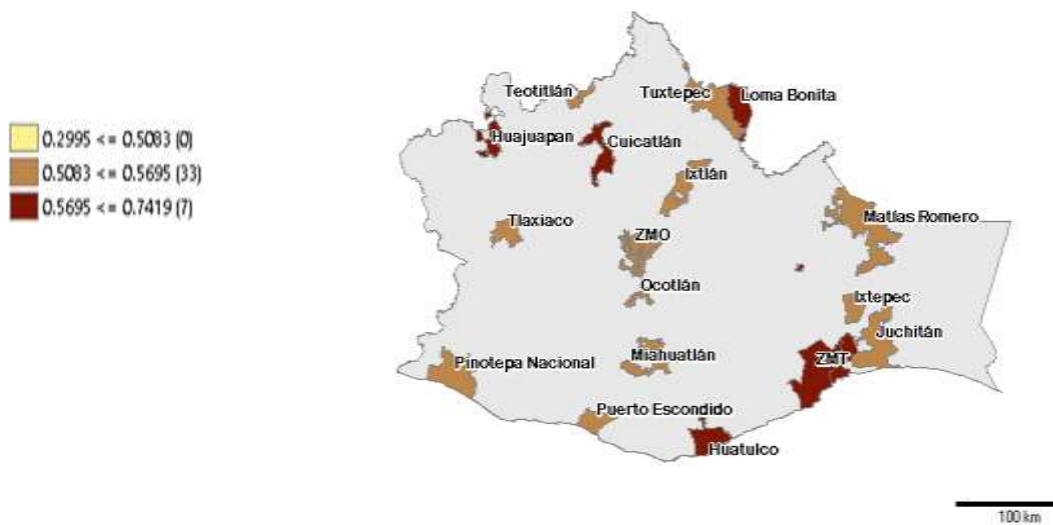 0.2995 <= 0.5083 (0)
0.5083 <= 0.5695 (33)
0.5695 <= 0.7419 (7)
Teotitlán
Tuxtepec
Loma Bonita
Huajuapan
Cuicatlán
Ixtlán
Tlaxiaco
ZMO
Matías Romero
Ocotlán
Ixtepec
Juchitán
Pinotepa Nacional
Miahuatlán
ZMT
Puerto Escondido
Huatulco
100 km